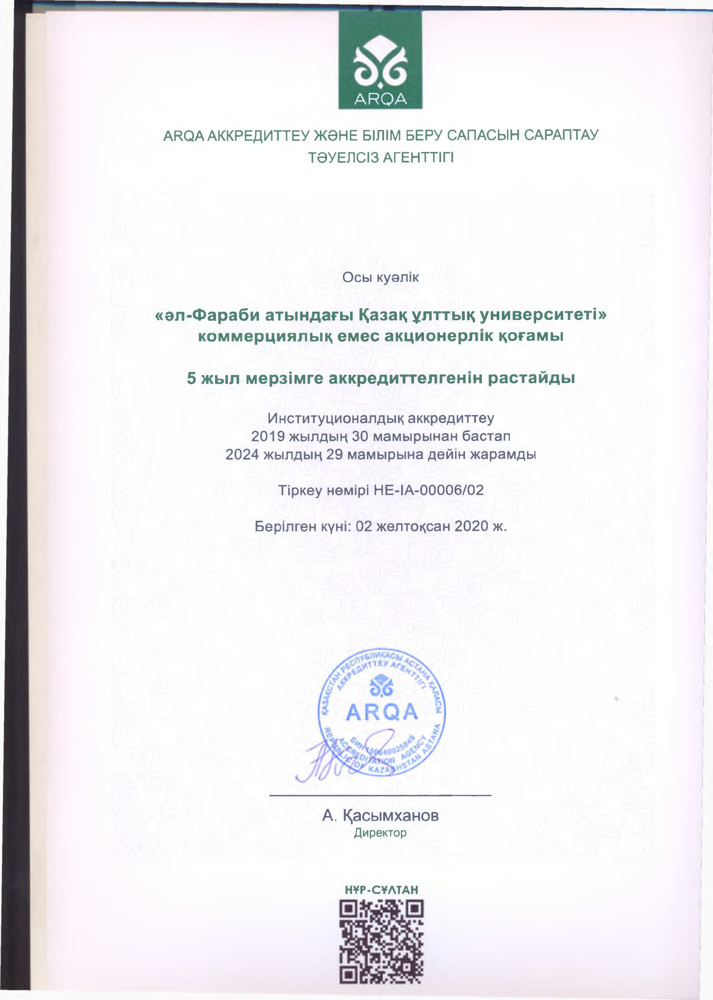 ARQA
ARQA АККРЕДИТТЕУ ЖӘНЕ БІЛІМ БЕРУ САПАСЫН САРАПТАУ
ТӘУЕЛСІЗ АГЕНТТІГІ
Осы куәлік
«әл-Фараби атындағы Қазақ ұлттық университеті»
коммерциялық емес акционерлік қоғамы
5 жыл мерзімге аккредиттелгенін растайды
Институционалдық аккредиттеу
2019 жылдың 30 мамырынан бастап
2024 жылдың 29 мамырына дейін жарамды
Тіркеу нөмірі HE-IA-00006/02
Берілген күні: 02 желтоқсан 2020 ж.
ҚАЗАҚСТАН РЕСПУБЛИКАСЫ АСТАНА ҚАЛАСЫ
АККРЕДИТТЕУ АГЕНТТІГІ
ARQA
БИН
ACCREDITATION AGENCY
REPUBLIC OF KAZAKHSTAN ASTANA
А. Қасымханов
Директор
НҰР-СҰЛТАН